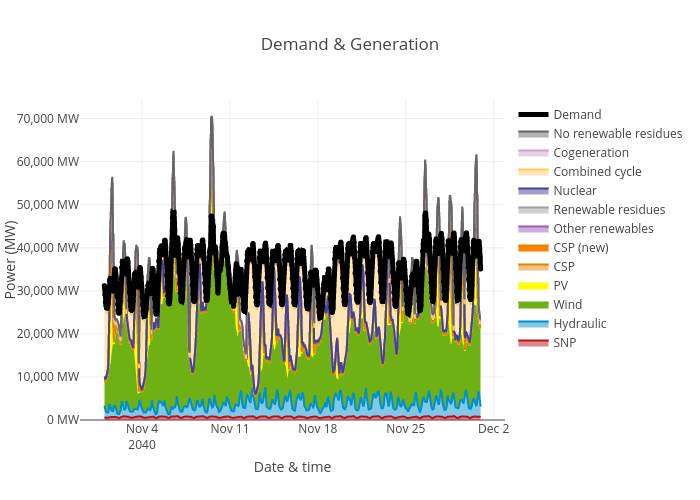 Demand & Generation
70,000 MW
60,000 MW
50,000 MW
40,000 MW
30,000 MW
20,000 MW
10,000 MW
0 MW
Power (MW)
Nov 4
2040
Nov 11
Nov 18
Nov 25
Dec 2
Date & time
Demand
No renewable residues
Cogeneration
Combined cycle
Nuclear
Renewable residues
Other renewables
CSP (new)
CSP
PV
Wind
Hydraulic
SNP